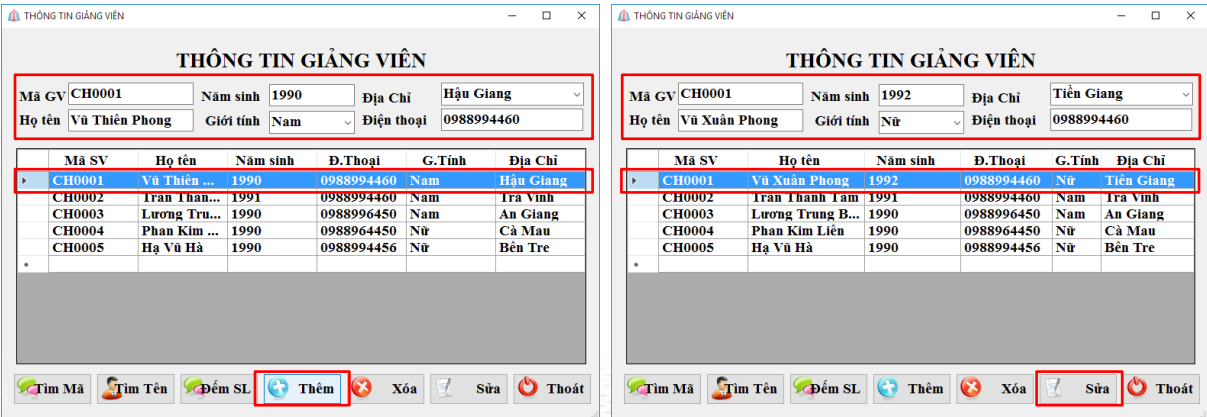 THÔNG TIN GIẢNG VIÊN
THÔNG TIN GIẢNG VIÊN
Mã GV CH0001 Năm sinh 1990 Địa Chỉ Hậu Giang
Họ tên Vũ Thiên Phong Giới tính Nam Điện thoại 0988994460
Mã SV Họ tên Năm sinh Đ.Thoại G.Tính Địa Chỉ
CH0001 Vũ Thiên ... 1990 0988994460 Nam Hậu Giang
CH0002 Trần Than... 1991 0988994460 Nam Trà Vinh
CH0003 Lương Tru... 1990 0988996450 Nam An Giang
CH0004 Phan Kim ... 1990 0988964450 Nữ Cà Mau
CH0005 Hạ Vũ Hà 1990 0988994456 Nữ Bến Tre
Tìm Mã Tìm Tên Đếm SL Thêm Xóa Sữa Thoát
THÔNG TIN GIẢNG VIÊN
THÔNG TIN GIẢNG VIÊN
Mã GV CH0001 Năm sinh 1992 Địa Chỉ Tiền Giang
Họ tên Vũ Xuân Phong Giới tính Nữ Điện thoại 0988994460
Mã SV Họ tên Năm sinh Đ.Thoại G.Tính Địa Chỉ
CH0001 Vũ Xuân Phong 1992 0988994460 Nữ Tiền Giang
CH0002 Trần Thanh Tâm 1991 0988994460 Nam Trà Vinh
CH0003 Lương Trung B... 1990 0988996450 Nam An Giang
CH0004 Phan Kim Liên 1990 0988964450 Nữ Cà Mau
CH0005 Hạ Vũ Hà 1990 0988994456 Nữ Bến Tre
Tìm Mã Tìm Tên Đếm SL Thêm Xóa Sữa Thoát